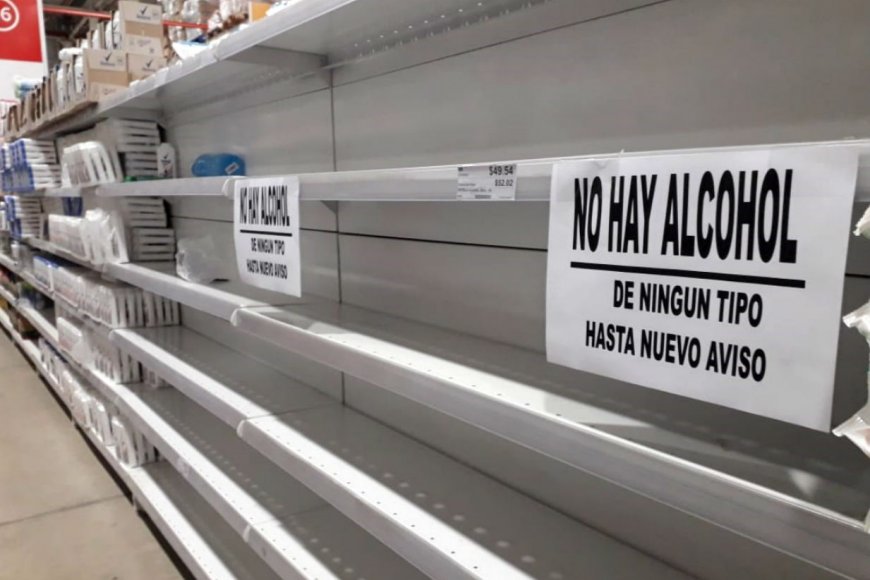 6
NO HAY ALCOHOL
DE NINGUN TIPO
HASTA NUEVO AVISO
$49.54
$52.02
NO HAY ALCOHOL
DE NINGUN TIPO
HASTA NUEVO AVISO